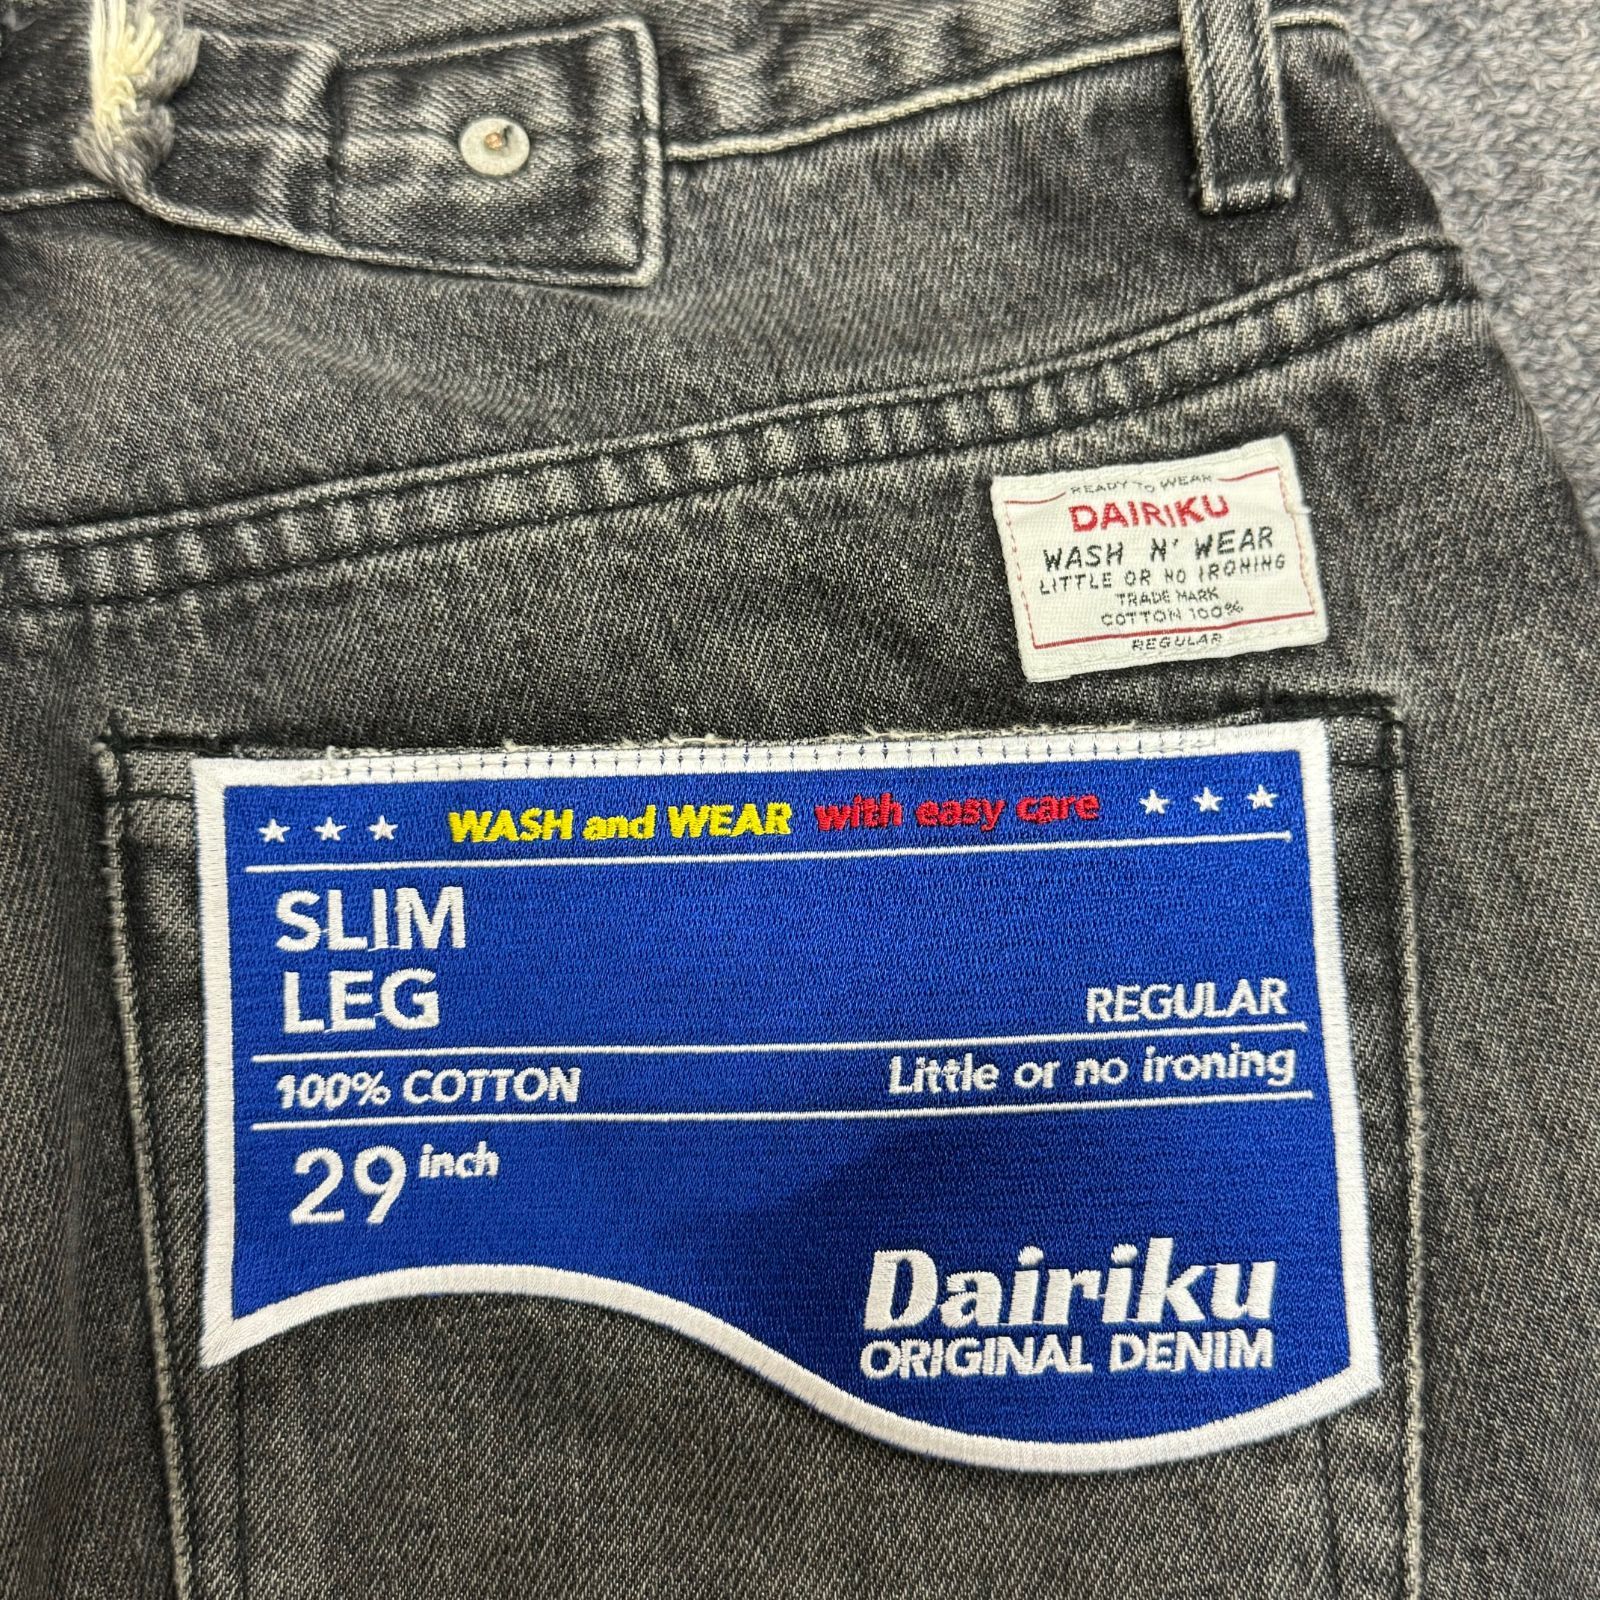 READY TO WEAR
DAIRIKU
WASH N' WEAR
LITTLE OR NO IRONING
TRADE MARK
COTTON 100%
REGULAR
WASH and WEAR with easy care
SLIM
LEG
REGULAR
100% COTTON Little or no ironing
29 inch
Dairiku
ORIGINAL DENIM